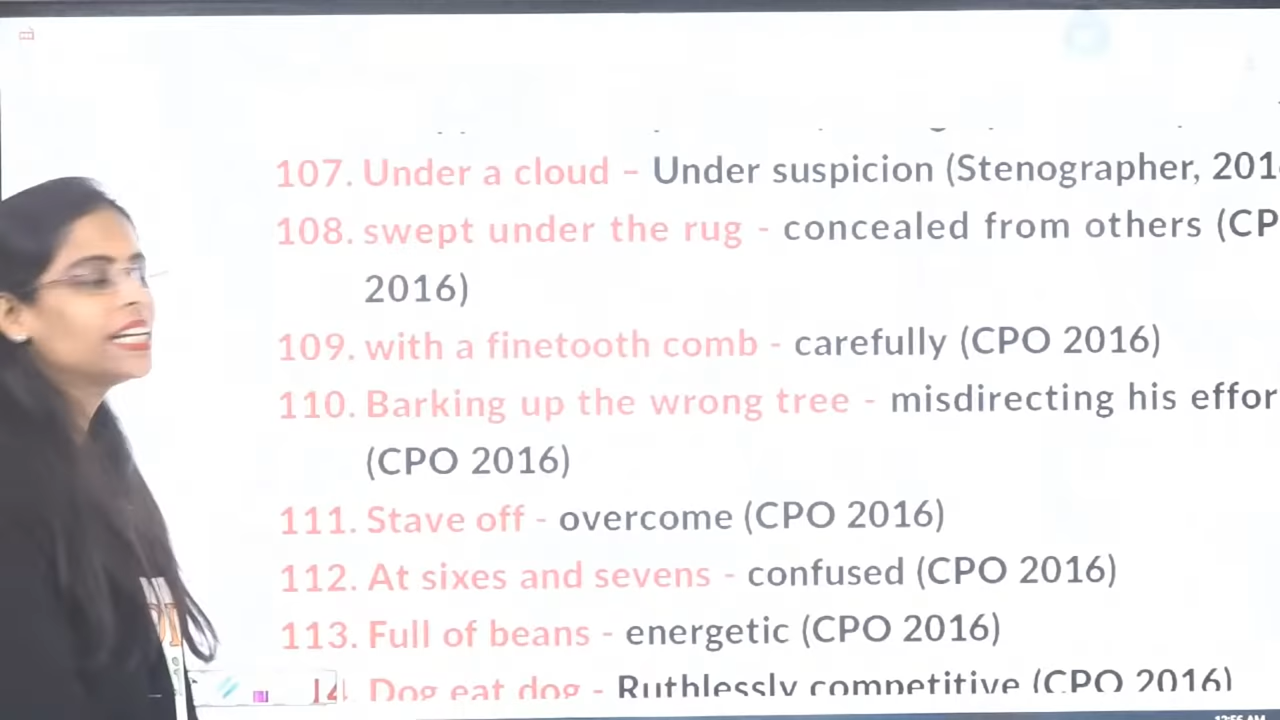 107. Under a cloud – Under suspicion (Stenographer, 201
108. swept under the rug - concealed from others (CP
2016)
109. with a finetooth comb - carefully (CPO 2016)
110. Barking up the wrong tree - misdirecting his effor
(CPO 2016)
111. Stave off - overcome (CPO 2016)
112. At sixes and sevens - confused (CPO 2016)
113. Full of beans - energetic (CPO 2016)
14. Dog eat dog - Ruthlessly competitive (CPO 2016)